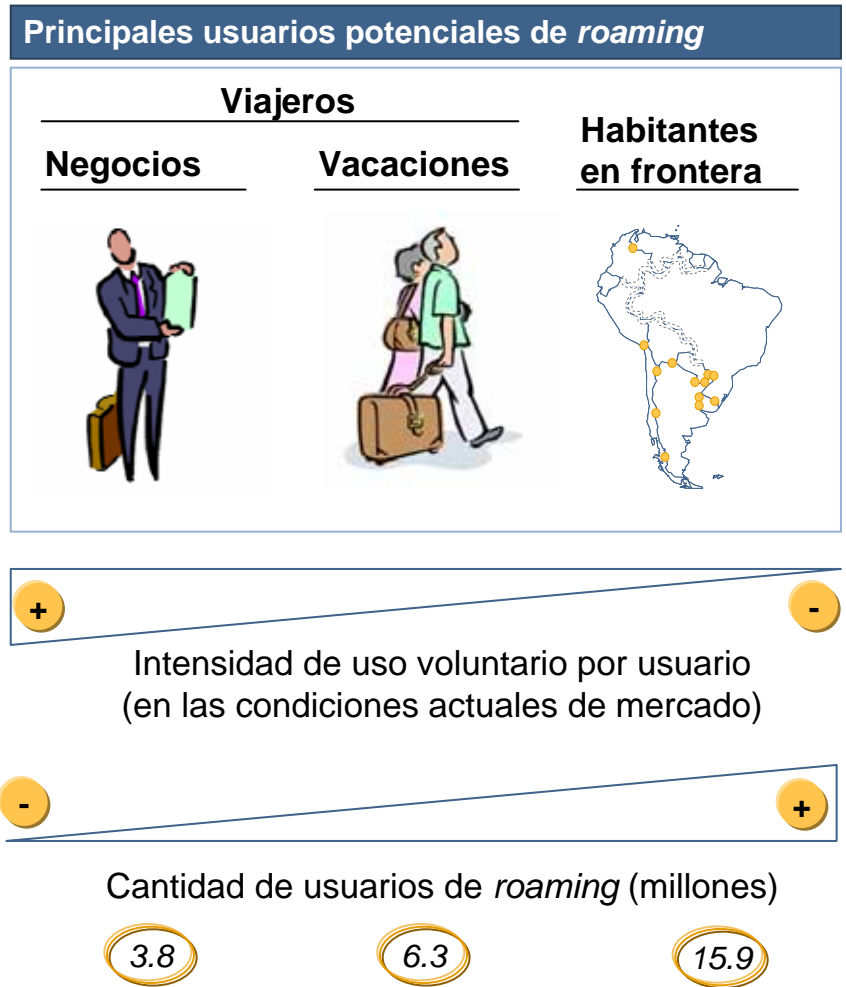 Principales usuarios potenciales de roaming
Viajeros
Negocios
Vacaciones
Habitantes
en frontera
+
-
Intensidad de uso voluntario por usuario
(en las condiciones actuales de mercado)
-
+
Cantidad de usuarios de roaming (millones)
3.8
6.3
15.9